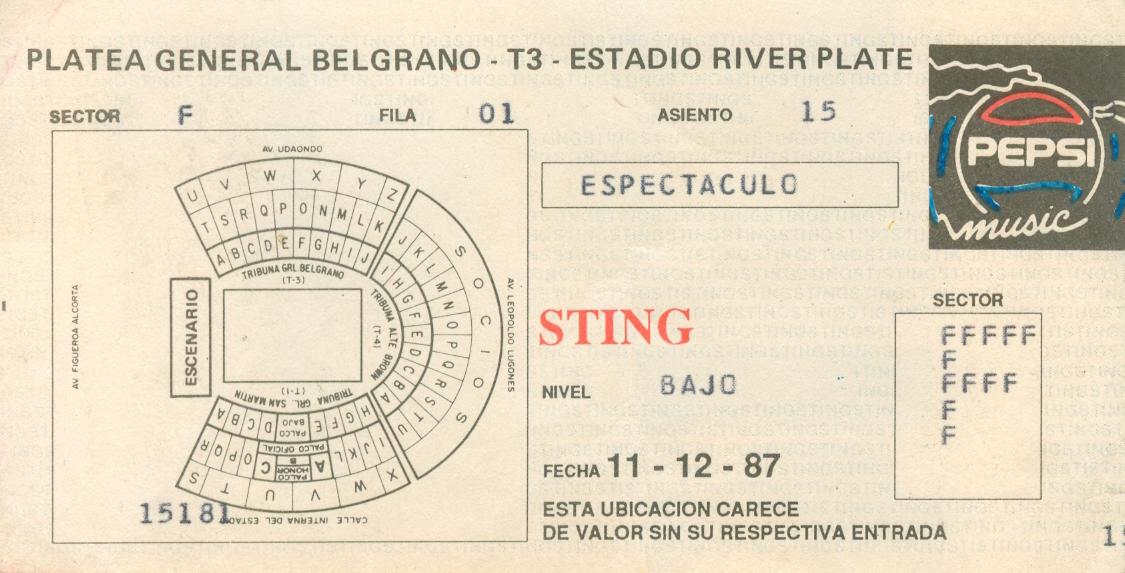 PLATEA GENERAL BELGRANO - T3 - ESTADIO RIVER PLATE
SECTOR F FILA 01 ASIENTO 15
ESPECTACULO
PEPSI
music
AV. UDAONDO
U V W X Y Z
T S R Q P O N M L K
A B C D E F G H I J
TRIBUNA GRL. BELGRANO
(T-3)
ESCENARIO
AV FIGUEROA ALCORTA
J K L M N O P Q R S T U
I H G F E D C B A
TRIBUNA ALTE. BROWN
(T-4)
SOCIOS
AV. LEOPOLDO LUGONES
TRIBUNA GRL. SAN MARTIN
(T-1)
A B C D PALCO BAJO E F G H
R Q P O PALCO OFICIAL L K J I
C PALCO HONOR B A
S T U V W X
CALLE INTERNA DEL ESTADIO
15181
STING
NIVEL BAJO
FECHA 11 - 12 - 87
ESTA UBICACION CARECE
DE VALOR SIN SU RESPECTIVA ENTRADA
SECTOR
FFFFF
F
FFFF
F
F